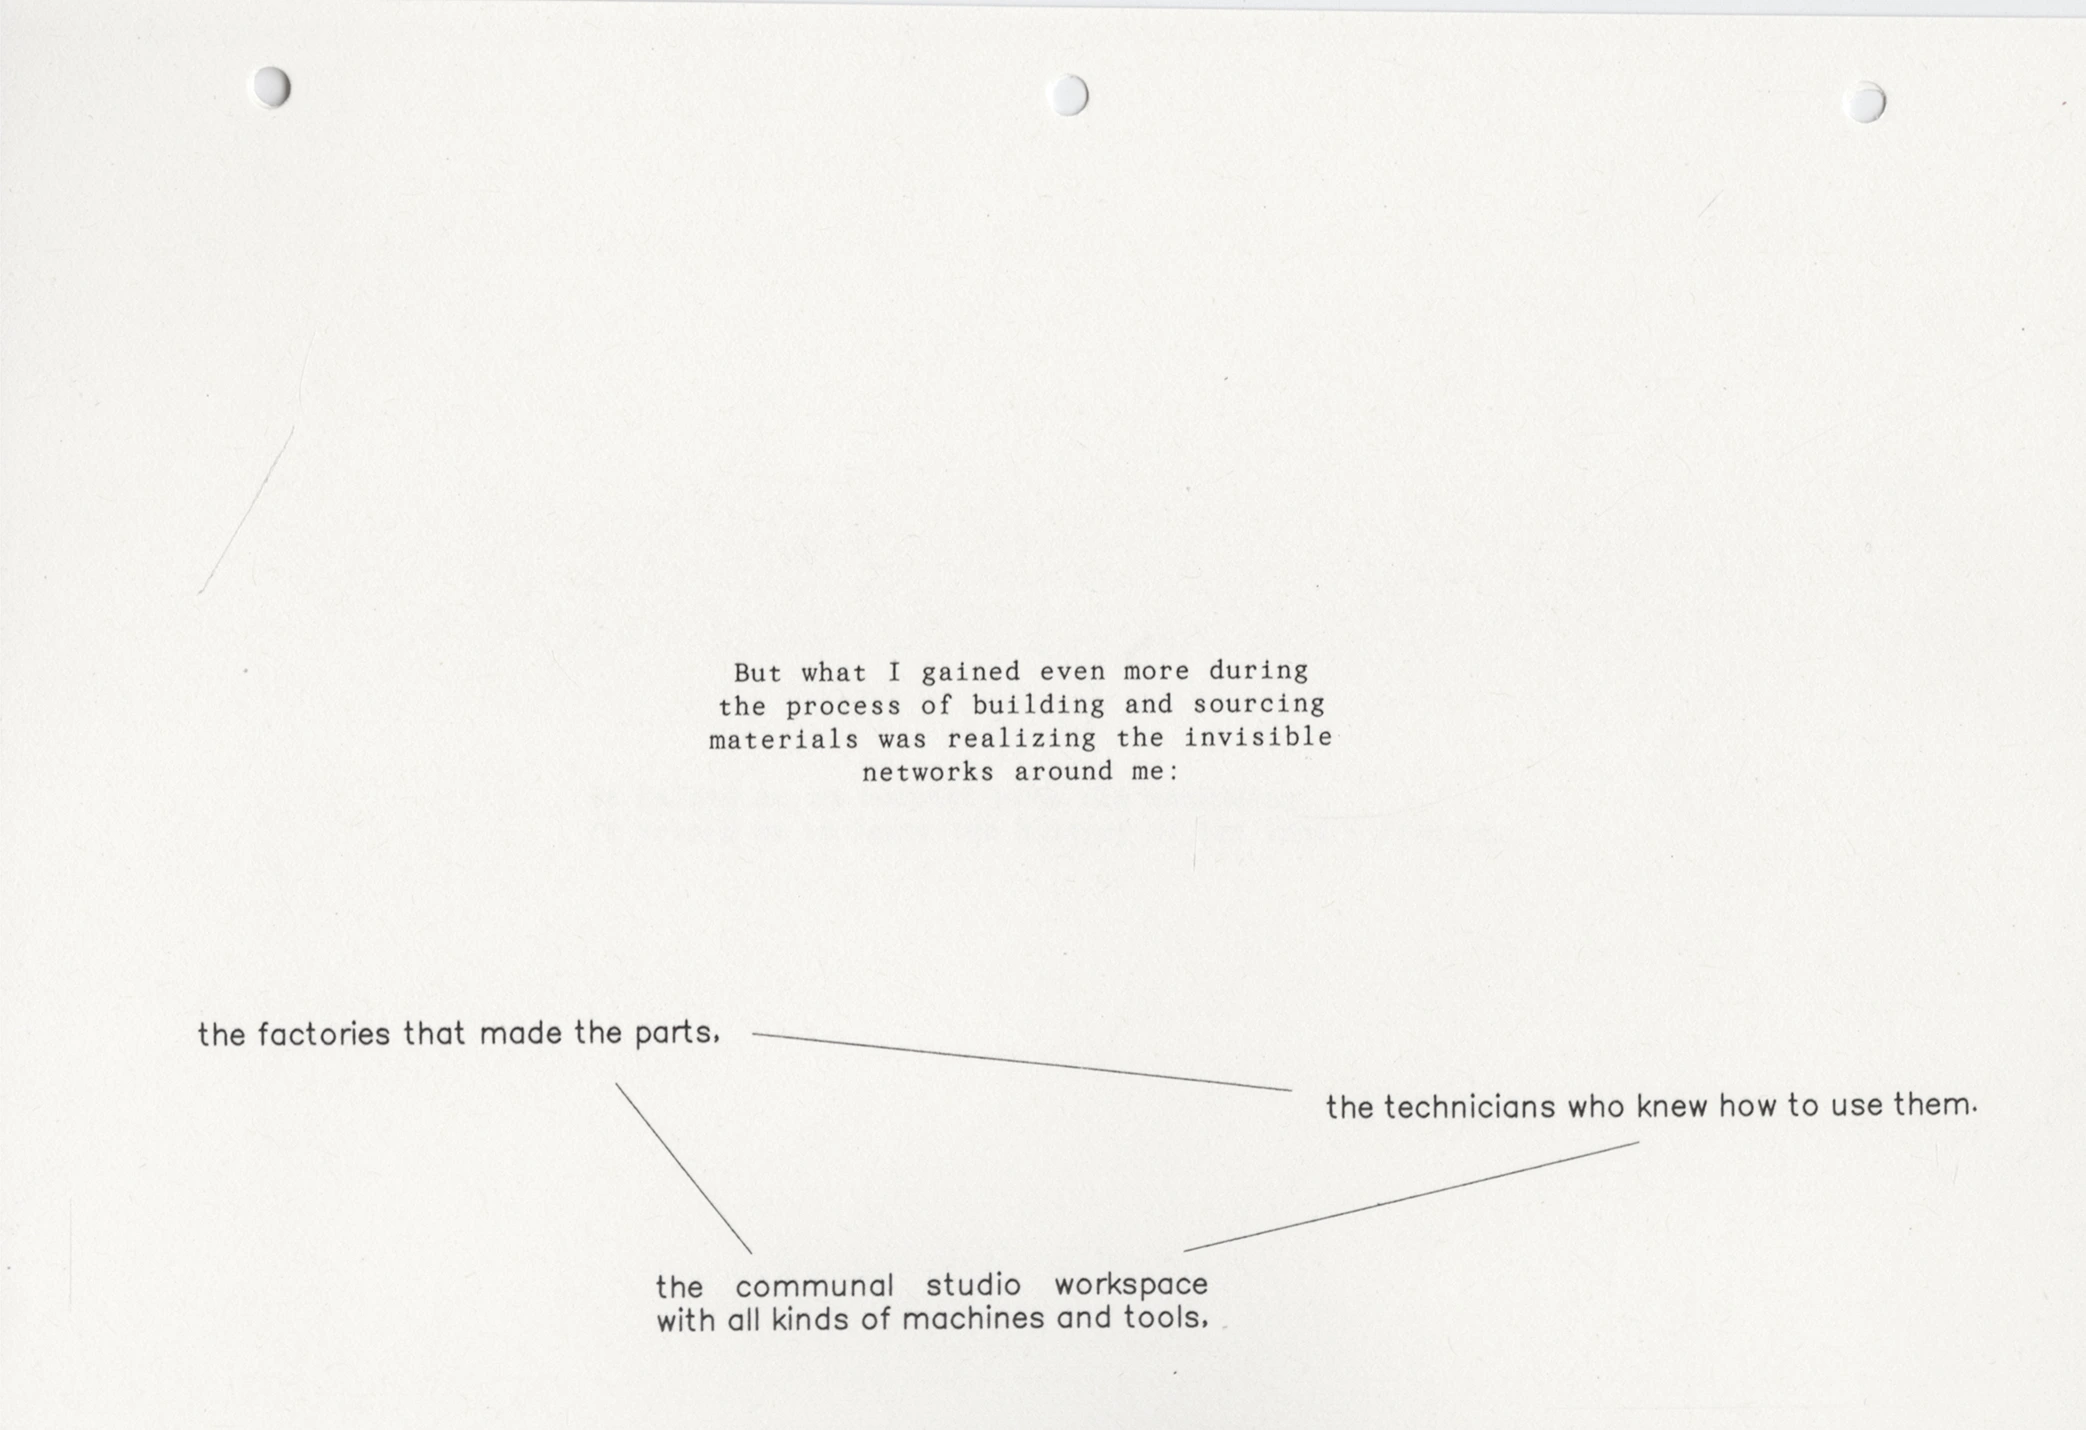 But what I gained even more during
the process of building and sourcing
materials was realizing the invisible
networks around me:
the factories that made the parts,
the technicians who knew how to use them.
the communal studio workspace
with all kinds of machines and tools,